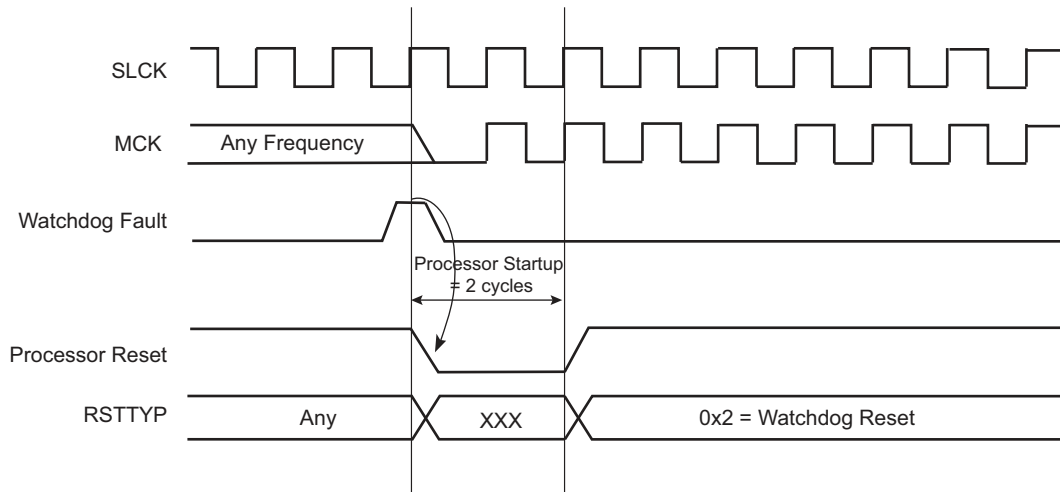 SLCK
MCK
Any Frequency
Watchdog Fault
Processor Startup
= 2 cycles
Processor Reset
RSTTYP
Any
XXX
0x2 = Watchdog Reset